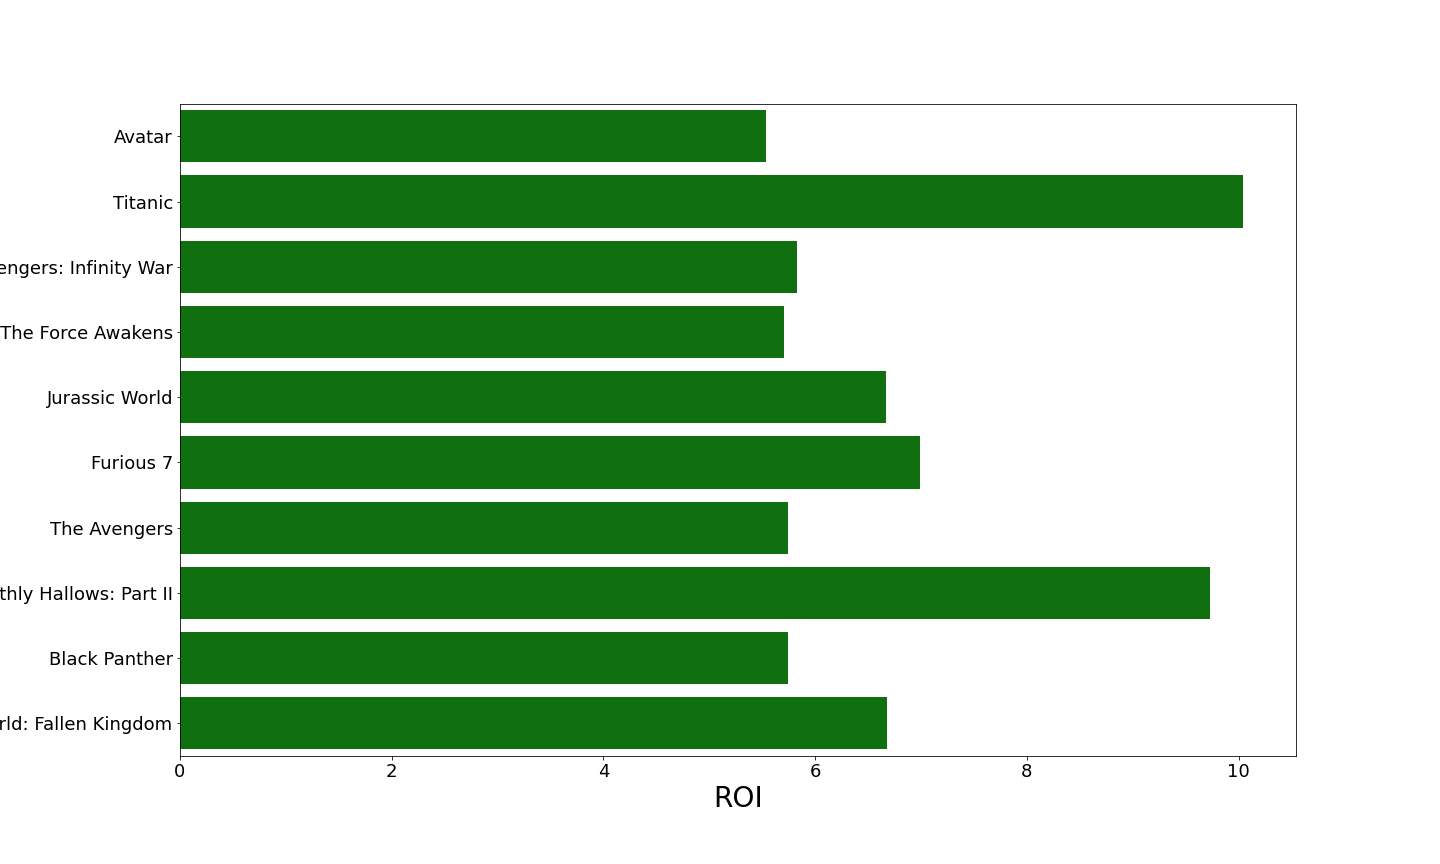 Avatar
Titanic
engers: Infinity War
The Force Awakens
Jurassic World
Furious 7
The Avengers
thly Hallows: Part II
Black Panther
rld: Fallen Kingdom
0 2 4 6 8 10
ROI